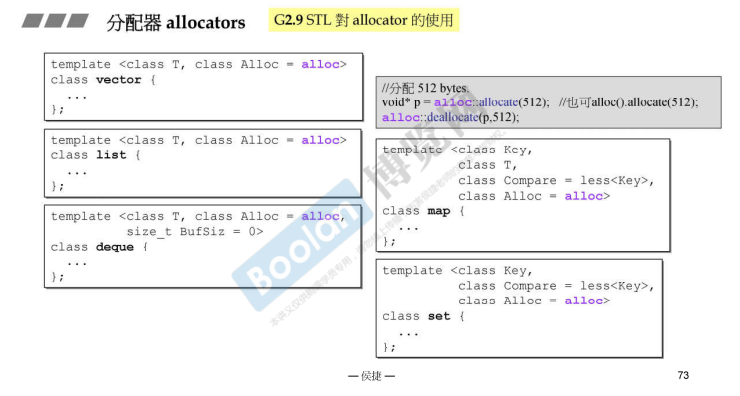 分配器 allocators
G2.9 STL 對 allocator 的使用
template <class T, class Alloc = alloc>
class vector {
...
};
template <class T, class Alloc = alloc>
class list {
...
};
template <class T, class Alloc = alloc,
size_t BufSiz = 0>
class deque {
...
};
//分配 512 bytes.
void* p = alloc::allocate(512); //也可alloc().allocate(512);
alloc::deallocate(p,512);
template <class Key,
class T,
class Compare = less<Key>,
class Alloc = alloc>
class map {
...
};
template <class Key,
class Compare = less<Key>,
class Alloc = alloc>
class set {
...
};
Boolan 博览网
— 侯捷 —
73